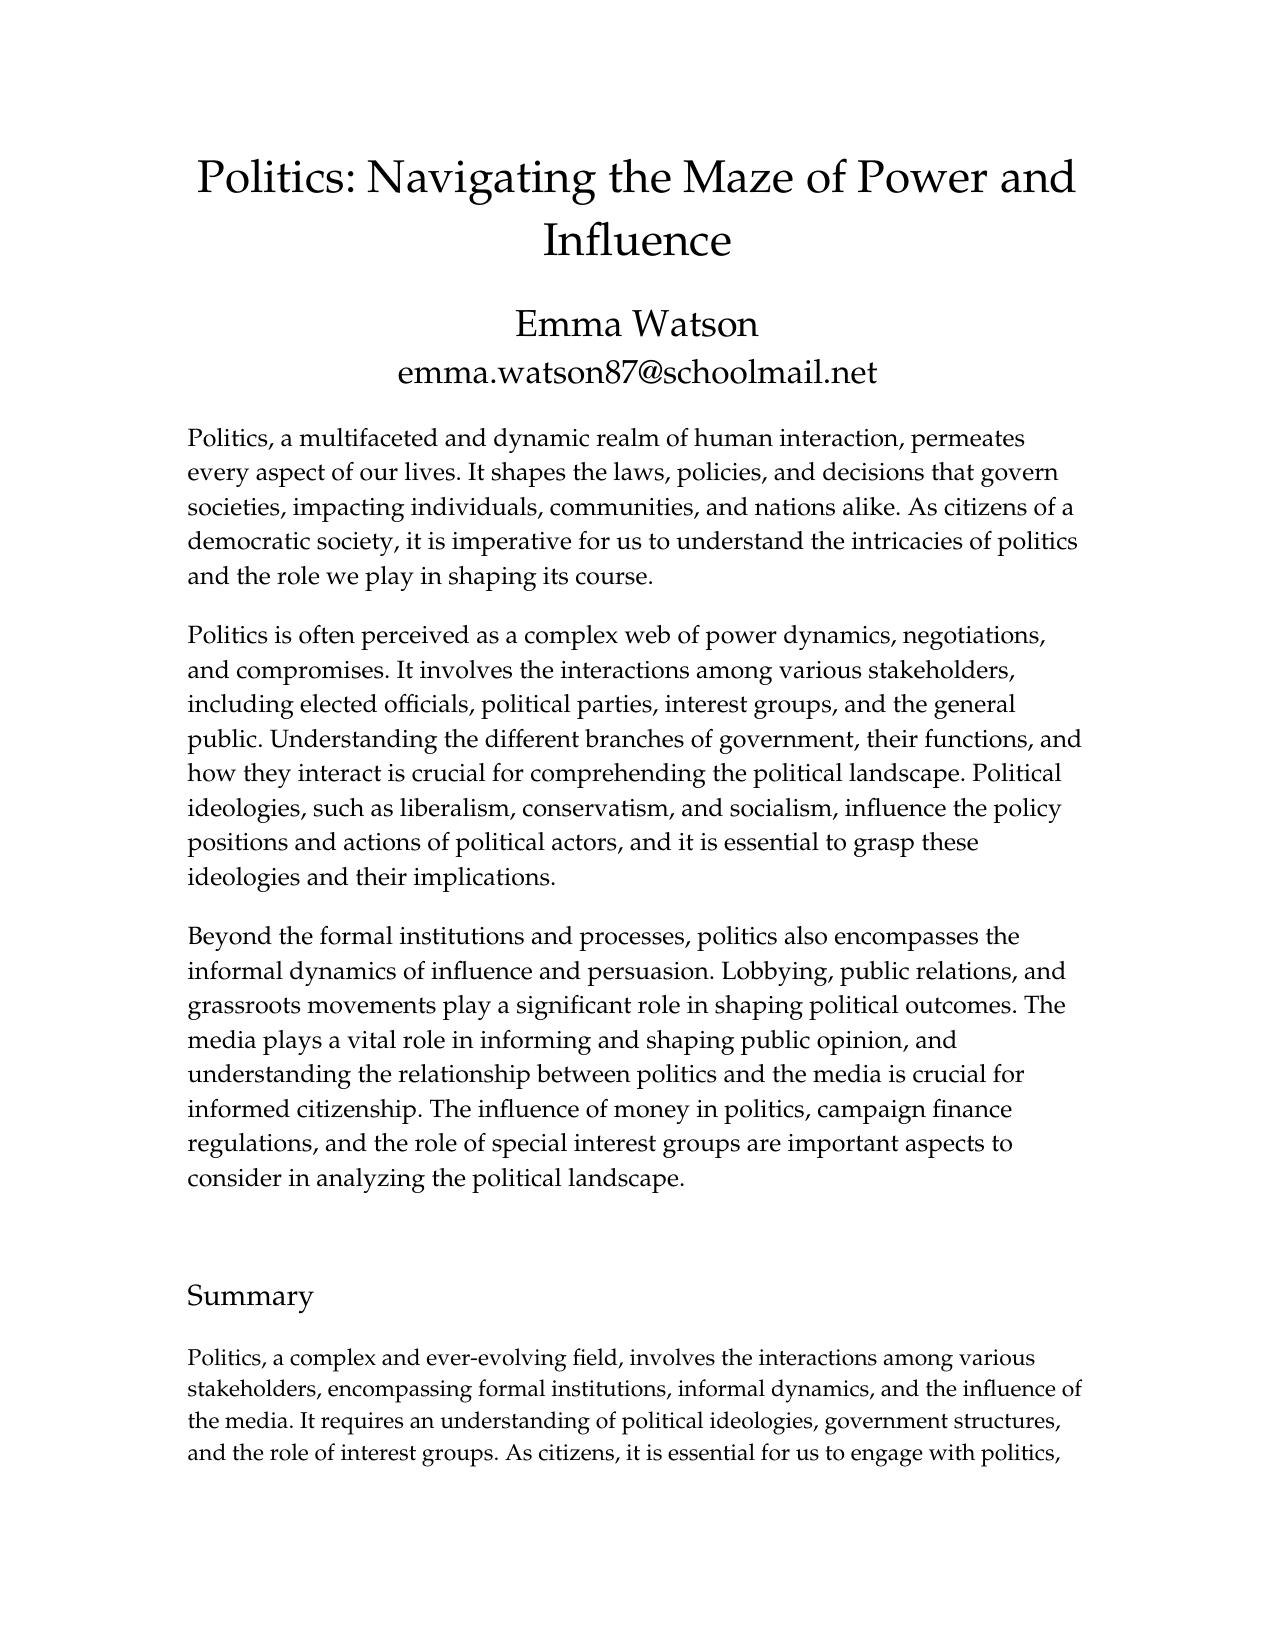 Politics: Navigating the Maze of Power and
Influence
Emma Watson
emma.watson87@schoolmail.net
Politics, a multifaceted and dynamic realm of human interaction, permeates
every aspect of our lives. It shapes the laws, policies, and decisions that govern
societies, impacting individuals, communities, and nations alike. As citizens of a
democratic society, it is imperative for us to understand the intricacies of politics
and the role we play in shaping its course.
Politics is often perceived as a complex web of power dynamics, negotiations,
and compromises. It involves the interactions among various stakeholders,
including elected officials, political parties, interest groups, and the general
public. Understanding the different branches of government, their functions, and
how they interact is crucial for comprehending the political landscape. Political
ideologies, such as liberalism, conservatism, and socialism, influence the policy
positions and actions of political actors, and it is essential to grasp these
ideologies and their implications.
Beyond the formal institutions and processes, politics also encompasses the
informal dynamics of influence and persuasion. Lobbying, public relations, and
grassroots movements play a significant role in shaping political outcomes. The
media plays a vital role in informing and shaping public opinion, and
understanding the relationship between politics and the media is crucial for
informed citizenship. The influence of money in politics, campaign finance
regulations, and the role of special interest groups are important aspects to
consider in analyzing the political landscape.
Summary
Politics, a complex and ever-evolving field, involves the interactions among various
stakeholders, encompassing formal institutions, informal dynamics, and the influence of
the media. It requires an understanding of political ideologies, government structures,
and the role of interest groups. As citizens, it is essential for us to engage with politics,